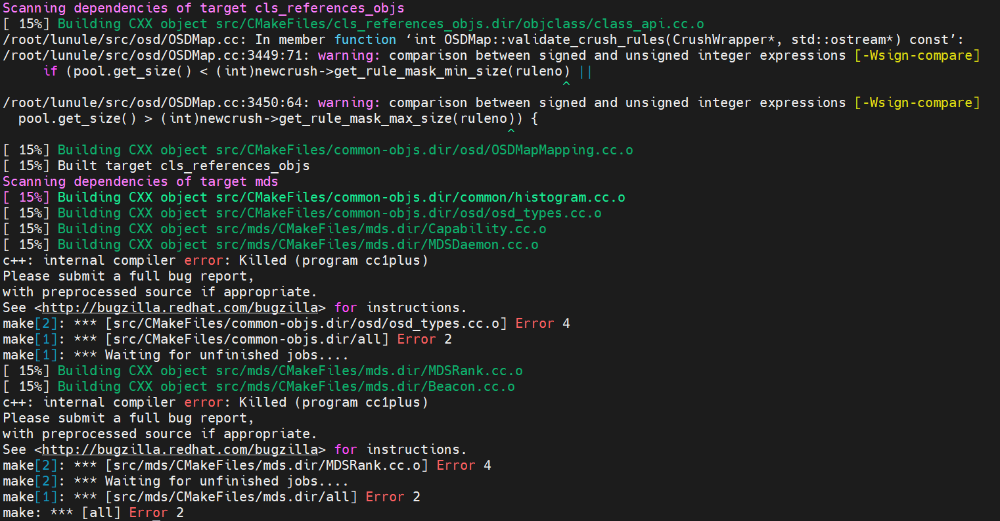 Scanning dependencies of target cls_references_objs
[ 15%] Building CXX object src/CMakeFiles/cls_references_objs.dir/objclass/class_api.cc.o
/root/lunule/src/osd/OSDMap.cc: In member function ‘int OSDMap::validate_crush_rules(CrushWrapper*, std::ostream*) const’:
/root/lunule/src/osd/OSDMap.cc:3449:71: warning: comparison between signed and unsigned integer expressions [-Wsign-compare]
     if (pool.get_size() < (int)newcrush->get_rule_mask_min_size(ruleno) ||
                                                                       ^
/root/lunule/src/osd/OSDMap.cc:3450:64: warning: comparison between signed and unsigned integer expressions [-Wsign-compare]
  pool.get_size() > (int)newcrush->get_rule_mask_max_size(ruleno)) {
                                                                ^
[ 15%] Building CXX object src/CMakeFiles/common-objs.dir/osd/OSDMapMapping.cc.o
[ 15%] Built target cls_references_objs
Scanning dependencies of target mds
[ 15%] Building CXX object src/CMakeFiles/common-objs.dir/common/histogram.cc.o
[ 15%] Building CXX object src/CMakeFiles/common-objs.dir/osd/osd_types.cc.o
[ 15%] Building CXX object src/mds/CMakeFiles/mds.dir/Capability.cc.o
[ 15%] Building CXX object src/mds/CMakeFiles/mds.dir/MDSDaemon.cc.o
c++: internal compiler error: Killed (program cc1plus)
Please submit a full bug report,
with preprocessed source if appropriate.
See <http://bugzilla.redhat.com/bugzilla> for instructions.
make[2]: *** [src/CMakeFiles/common-objs.dir/osd/osd_types.cc.o] Error 4
make[1]: *** [src/CMakeFiles/common-objs.dir/all] Error 2
make[1]: *** Waiting for unfinished jobs....
[ 15%] Building CXX object src/mds/CMakeFiles/mds.dir/MDSRank.cc.o
[ 15%] Building CXX object src/mds/CMakeFiles/mds.dir/Beacon.cc.o
c++: internal compiler error: Killed (program cc1plus)
Please submit a full bug report,
with preprocessed source if appropriate.
See <http://bugzilla.redhat.com/bugzilla> for instructions.
make[2]: *** [src/mds/CMakeFiles/mds.dir/MDSRank.cc.o] Error 4
make[2]: *** Waiting for unfinished jobs....
make[1]: *** [src/mds/CMakeFiles/mds.dir/all] Error 2
make: *** [all] Error 2